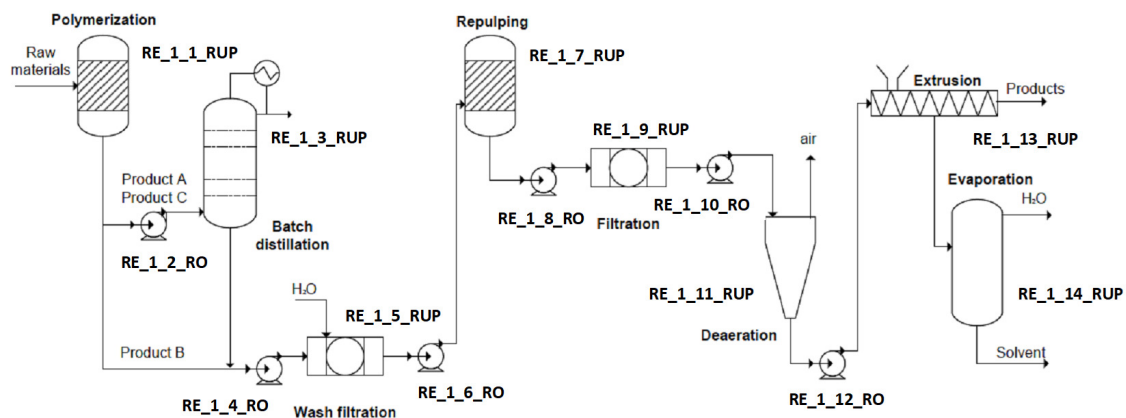 Polymerization
RE_1_1_RUP
Raw
materials
RE_1_3_RUP
Product A
Product C
Batch
distillation
RE_1_2_RO
Product B
H₂O
RE_1_5_RUP
RE_1_4_RO
Wash filtration
RE_1_6_RO
Repulping
RE_1_7_RUP
RE_1_9_RUP
RE_1_8_RO
Filtration
RE_1_10_RO
air
RE_1_11_RUP
Deaeration
RE_1_12_RO
Extrusion
Products
RE_1_13_RUP
Evaporation
H₂O
RE_1_14_RUP
Solvent